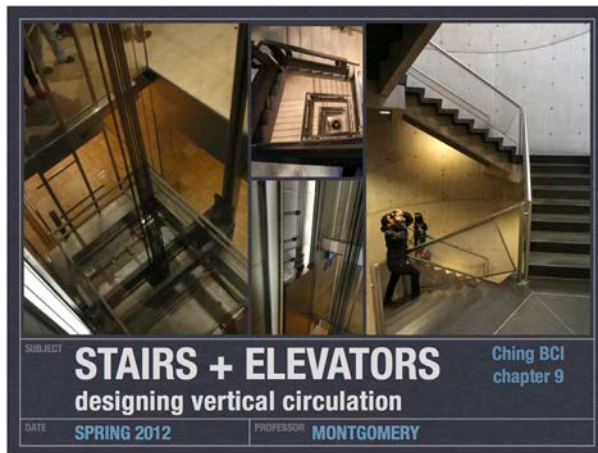 SUBJECT
STAIRS + ELEVATORS
designing vertical circulation
Ching BCI
chapter 9
DATE
SPRING 2012
PROFESSOR
MONTGOMERY